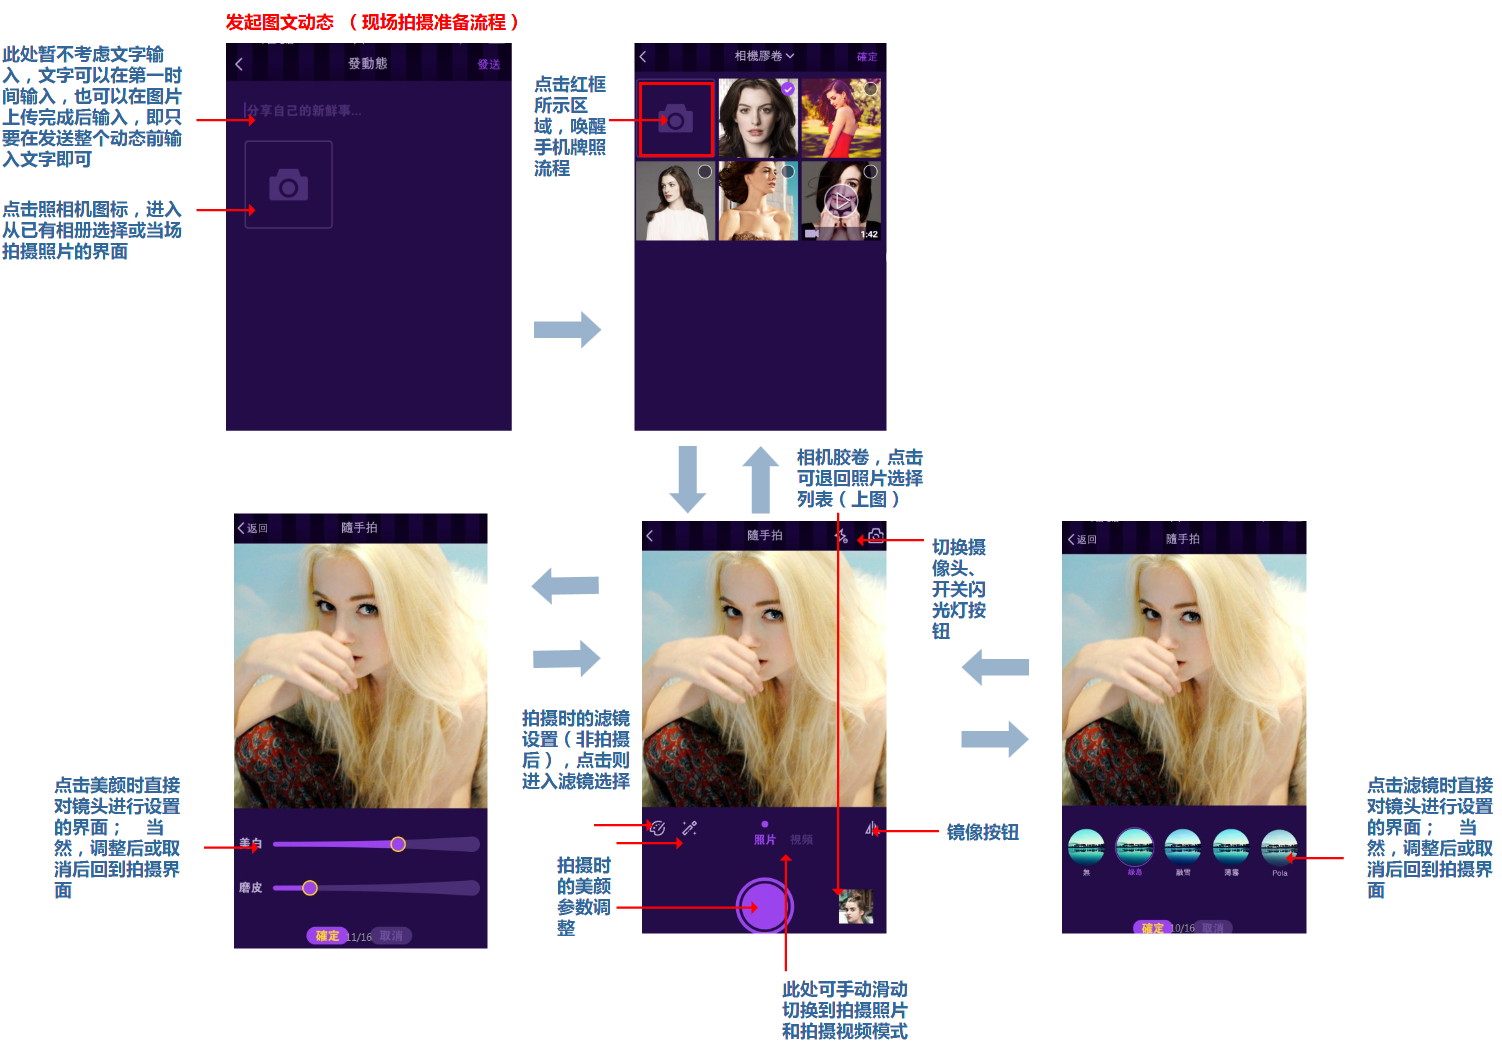 发起图文动态 （现场拍摄准备流程）
此处暂不考虑文字输
入，文字可以在第一时
间输入，也可以在图片
上传完成后输入，即只
要在发送整个动态前输
入文字即可
点击照相机图标，进入
从已有相册选择或当场
拍摄照片的界面
發動態
發送
分享自己的新鮮事...
点击红框
所示区
域，唤醒
手机牌照
流程
相機膠卷
確定
1:42
相机胶卷，点击
可退回照片选择
列表（上图）
返回
隨手拍
美白
磨皮
確定
11/16
取消
点击美颜时直接
对镜头进行设置
的界面； 当
然，调整后或取
消后回到拍摄界
面
拍摄时的滤镜
设置（非拍摄
后），点击则
进入滤镜选择
拍摄时
的美颜
参数调
整
隨手拍
照片
視頻
切换摄
像头、
开关闪
光灯按
钮
镜像按钮
此处可手动滑动
切换到拍摄照片
和拍摄视频模式
返回
隨手拍
無
綠島
融雪
薄霧
Pola
確定
10/16
取消
点击滤镜时直接
对镜头进行设置
的界面； 当
然，调整后或取
消后回到拍摄界
面